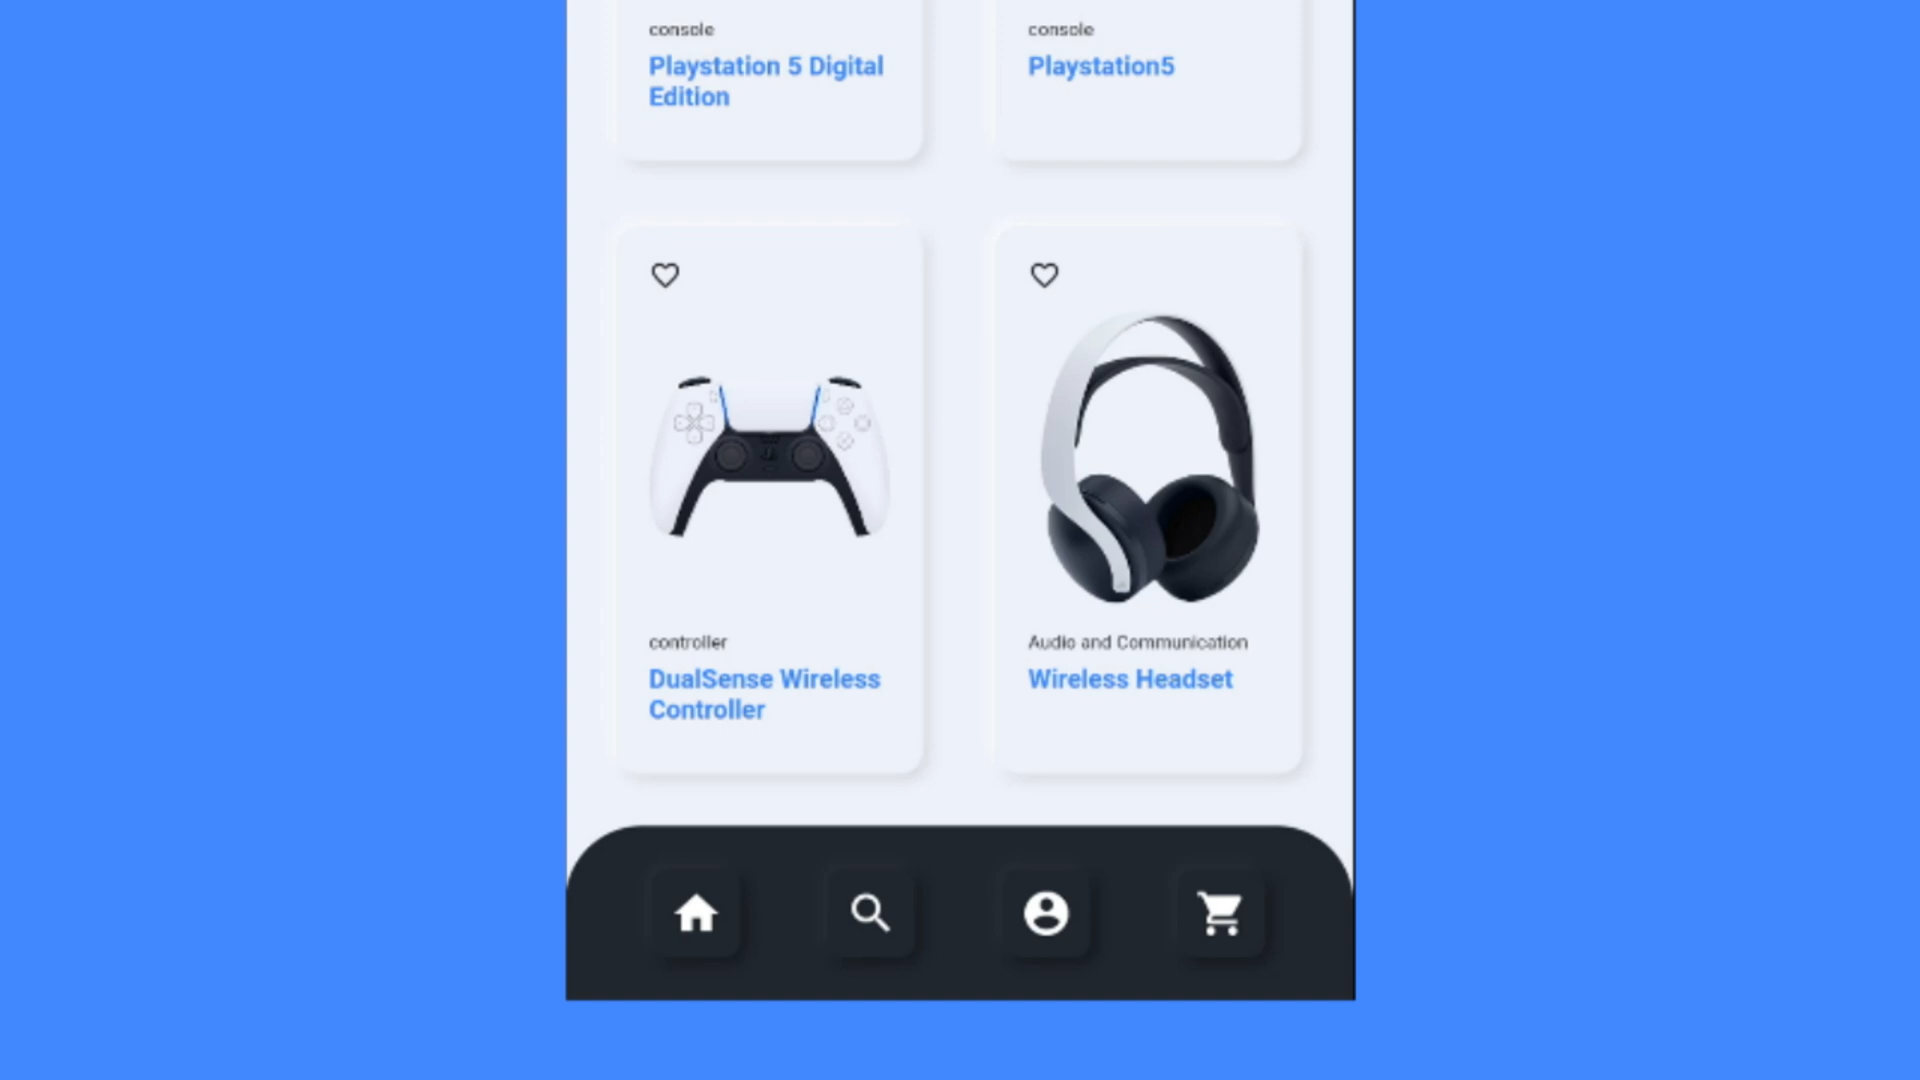 console
Playstation 5 Digital
Edition
console
Playstation5
controller
DualSense Wireless
Controller
Audio and Communication
Wireless Headset